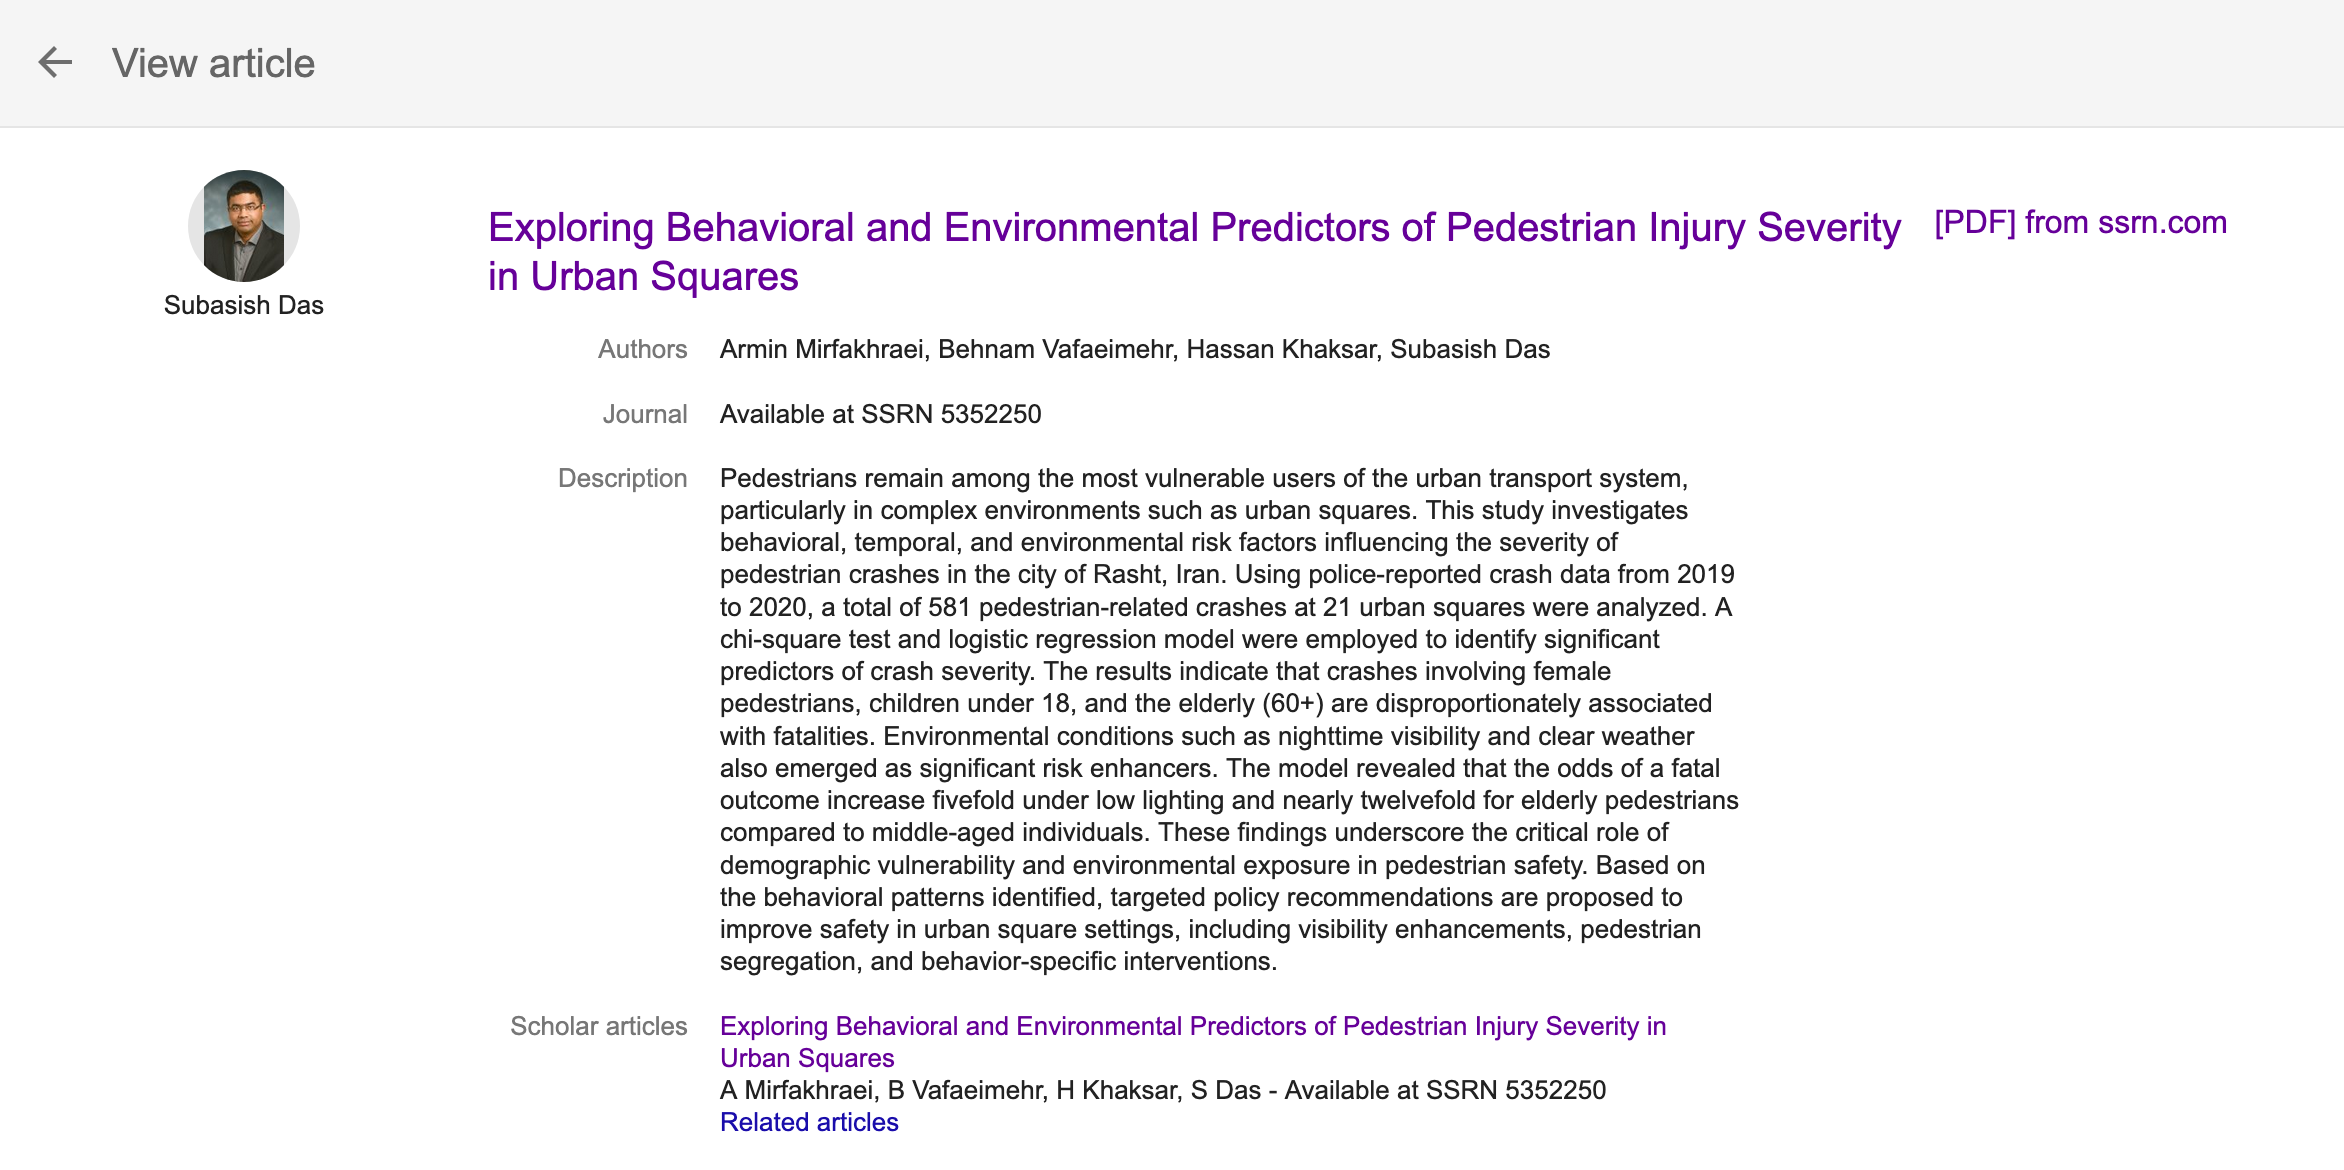 View article
Subasish Das
Exploring Behavioral and Environmental Predictors of Pedestrian Injury Severity
in Urban Squares
[PDF] from ssrn.com
Authors
Armin Mirfakhraei, Behnam Vafaeimehr, Hassan Khaksar, Subasish Das
Journal
Available at SSRN 5352250
Description
Pedestrians remain among the most vulnerable users of the urban transport system,
particularly in complex environments such as urban squares. This study investigates
behavioral, temporal, and environmental risk factors influencing the severity of
pedestrian crashes in the city of Rasht, Iran. Using police-reported crash data from 2019
to 2020, a total of 581 pedestrian-related crashes at 21 urban squares were analyzed. A
chi-square test and logistic regression model were employed to identify significant
predictors of crash severity. The results indicate that crashes involving female
pedestrians, children under 18, and the elderly (60+) are disproportionately associated
with fatalities. Environmental conditions such as nighttime visibility and clear weather
also emerged as significant risk enhancers. The model revealed that the odds of a fatal
outcome increase fivefold under low lighting and nearly twelvefold for elderly pedestrians
compared to middle-aged individuals. These findings underscore the critical role of
demographic vulnerability and environmental exposure in pedestrian safety. Based on
the behavioral patterns identified, targeted policy recommendations are proposed to
improve safety in urban square settings, including visibility enhancements, pedestrian
segregation, and behavior-specific interventions.
Scholar articles
Exploring Behavioral and Environmental Predictors of Pedestrian Injury Severity in
Urban Squares
A Mirfakhraei, B Vafaeimehr, H Khaksar, S Das - Available at SSRN 5352250
Related articles